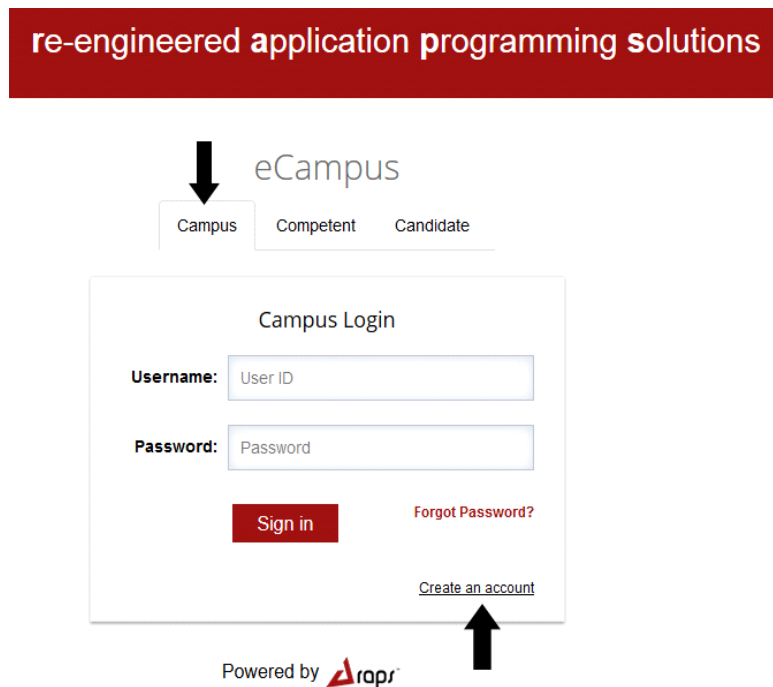 re-engineered application programming solutions
eCampus
Campus Competent Candidate
Campus Login
Username: User ID
Password: Password
Sign in Forgot Password?
Create an account
Powered by raps